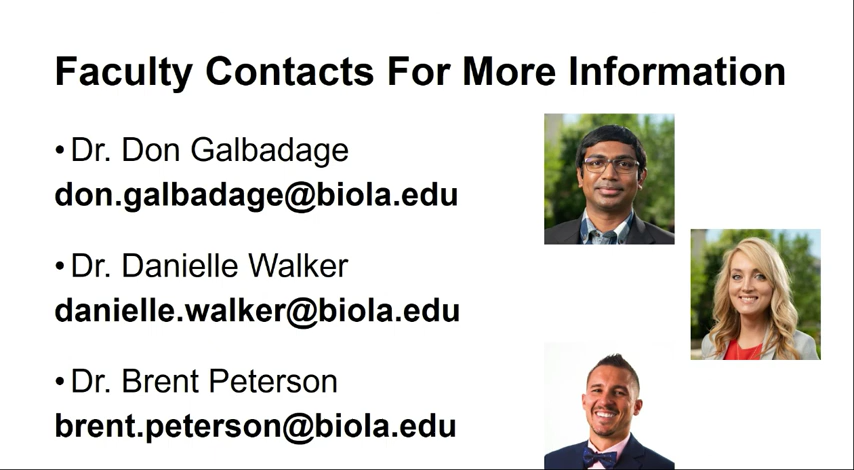 Faculty Contacts For More Information
• Dr. Don Galbadage
don.galbadage@biola.edu
• Dr. Danielle Walker
danielle.walker@biola.edu
• Dr. Brent Peterson
brent.peterson@biola.edu